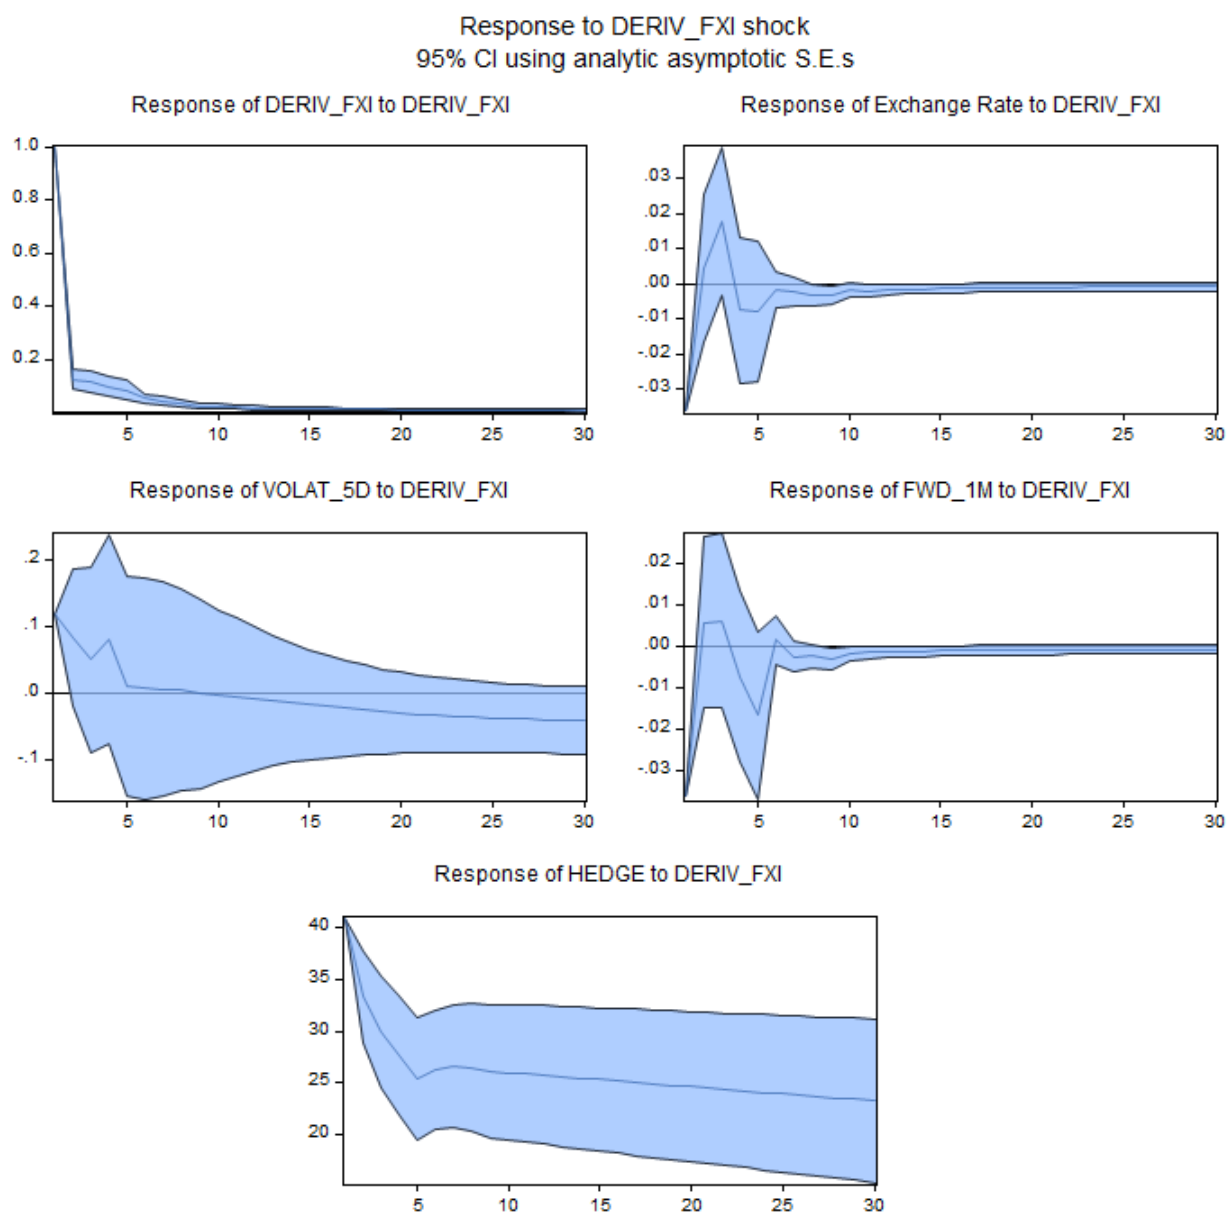 Response to DERIV_FXI shock
95% CI using analytic asymptotic S.E.s
Response of DERIV_FXI to DERIV_FXI
1.0
0.8
0.6
0.4
0.2
5 10 15 20 25 30
Response of Exchange Rate to DERIV_FXI
.03
.02
.01
.00
-.01
-.02
-.03
5 10 15 20 25 30
Response of VOLAT_5D to DERIV_FXI
.2
.1
.0
-.1
5 10 15 20 25 30
Response of FWD_1M to DERIV_FXI
.02
.01
.00
-.01
-.02
-.03
5 10 15 20 25 30
Response of HEDGE to DERIV_FXI
40
35
30
25
20
5 10 15 20 25 30